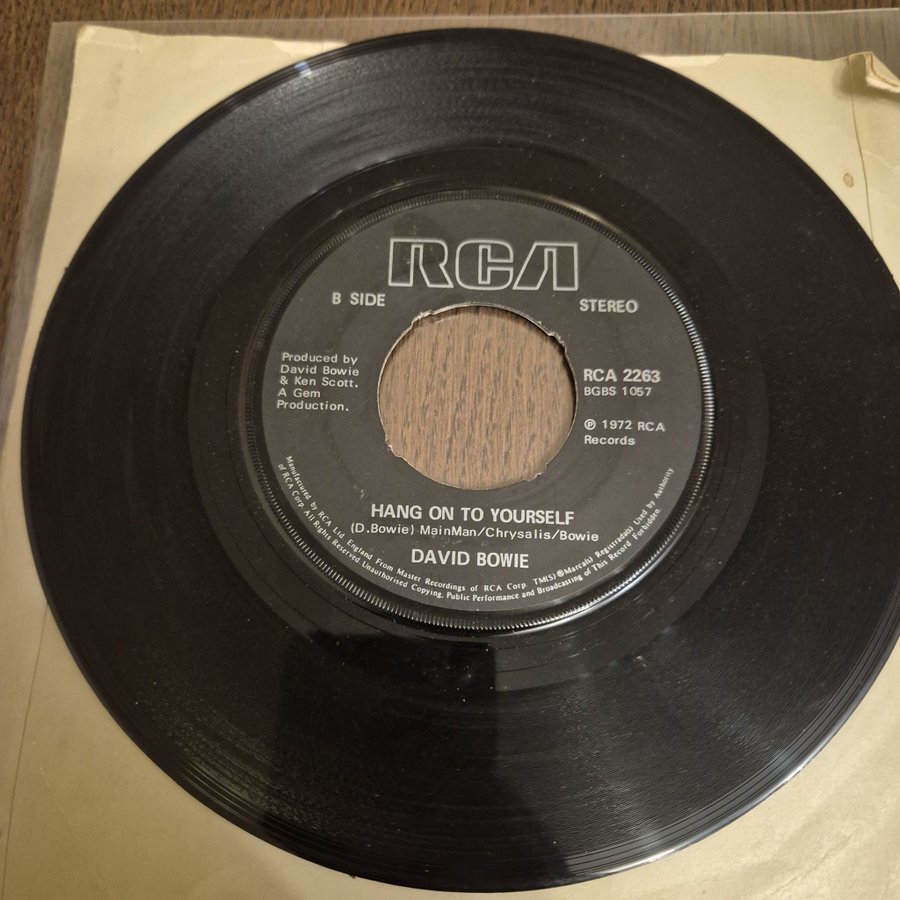 RCA
B SIDE
STEREO
Produced by
David Bowie
& Ken Scott.
A Gem
Production.
RCA 2263
BGBS 1057
℗ 1972 RCA
Records
HANG ON TO YOURSELF
(D.Bowie) MainMan/Chrysalis/Bowie
DAVID BOWIE
Manufactured by RCA Ltd. England From Master Recordings of RCA Corp. TM(S)®Marca(s) Registrada(s) Used by Authority
of RCA Corp. All Rights Reserved Unauthorised Copying, Public Performance and Broadcasting of This Record Forbidden.